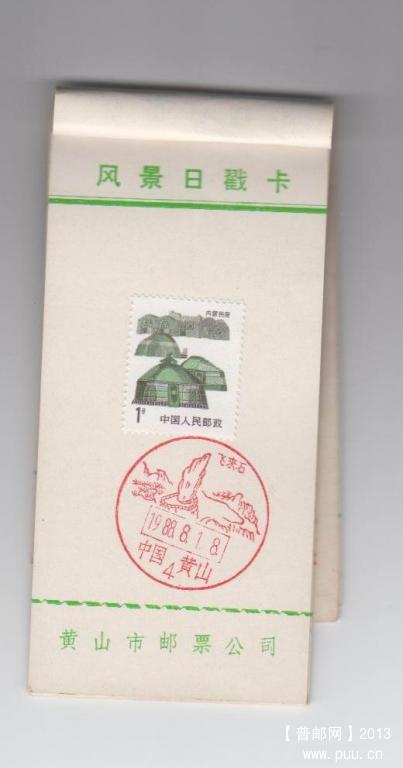 风景日戳卡
内蒙民居
1分
中国人民邮政
飞来石
1988.8.1.8.
中国 黄山
4
黄山市邮票公司
【普邮网】2013
www.puu.cn